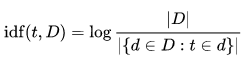 idf(t, D) = log |D| / |{d ∈ D : t ∈ d}|